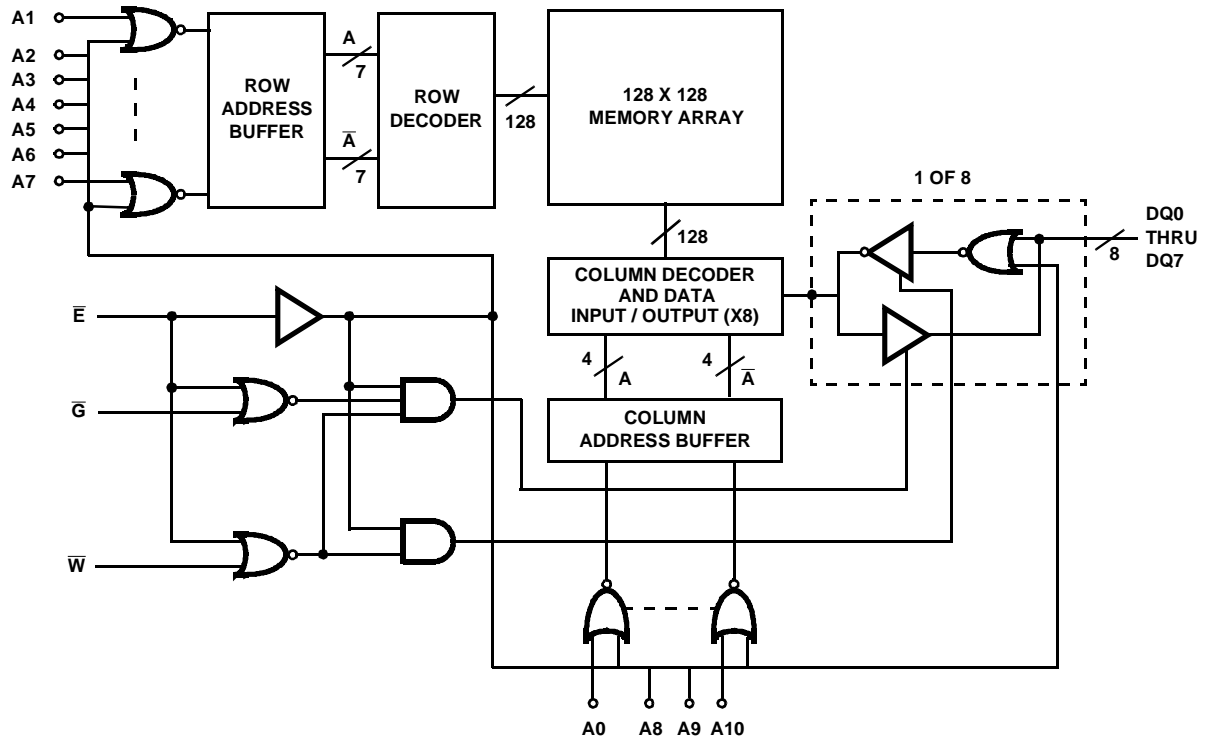 A1
A2
A3
A4
A5
A6
A7
ROW
ADDRESS
BUFFER
A
7
A̅
7
ROW
DECODER
128
128 X 128
MEMORY ARRAY
128
1 OF 8
DQ0
THRU
DQ7
8
COLUMN DECODER
AND DATA
INPUT / OUTPUT (X8)
4
A
4
A̅
COLUMN
ADDRESS BUFFER
E̅
G̅
W̅
A0
A8
A9
A10